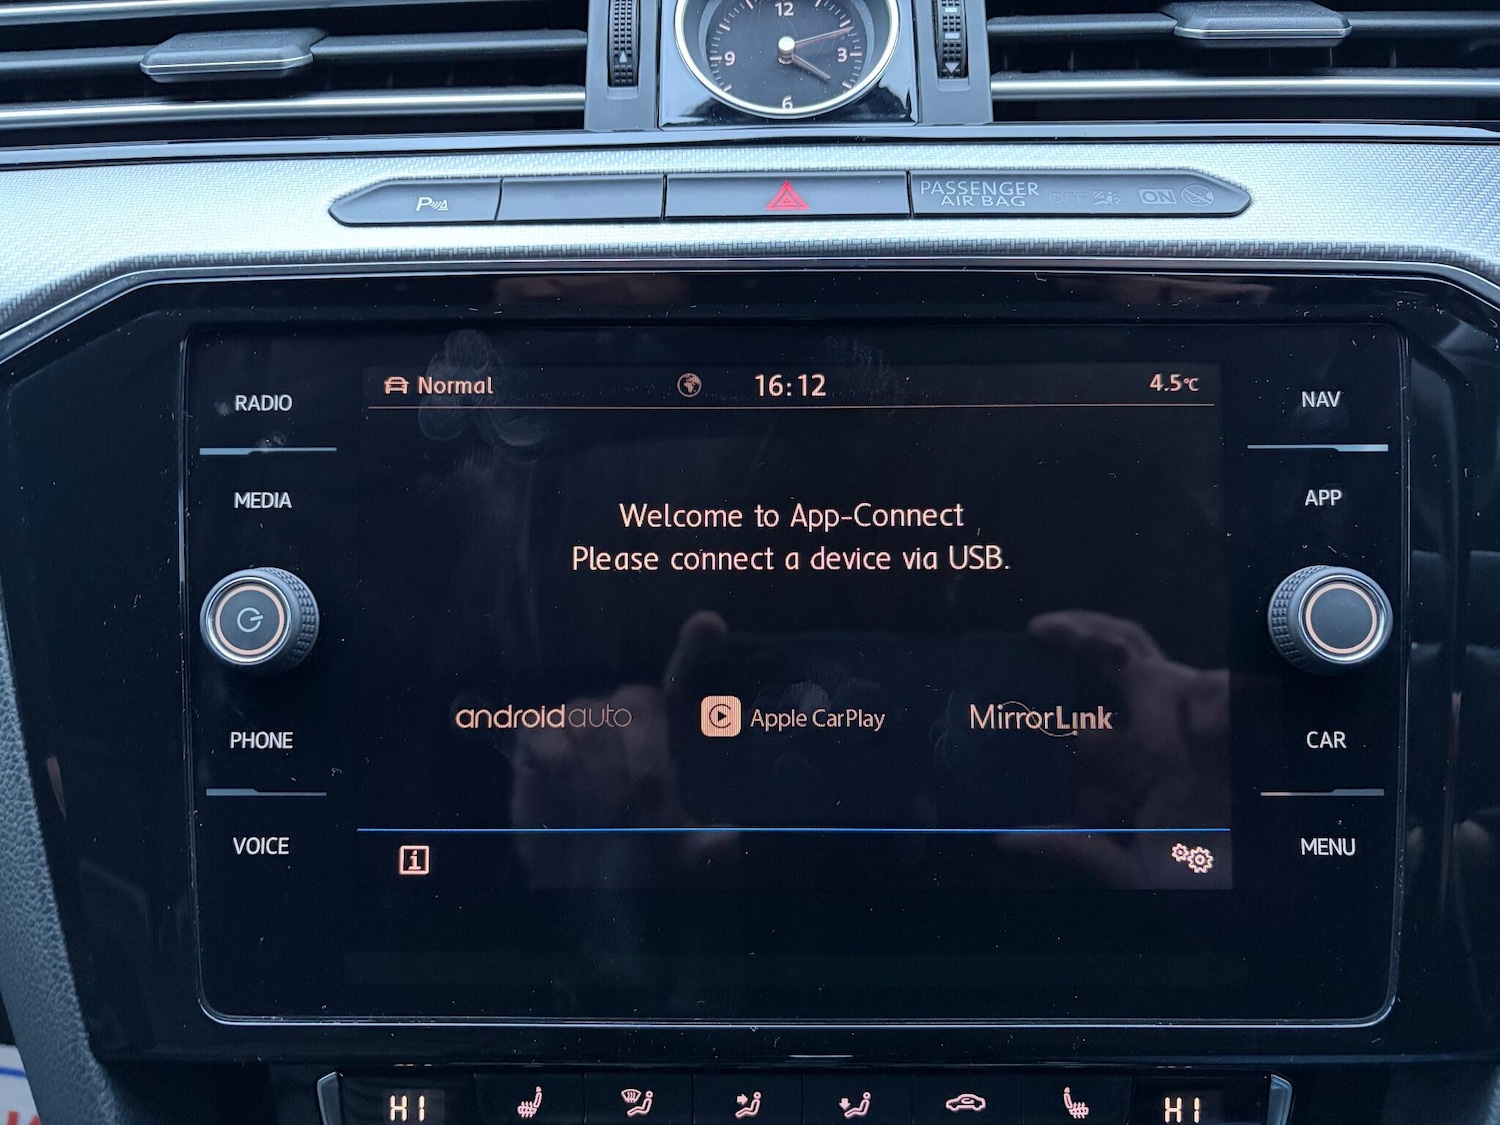 12
9
3
6
P
PASSENGER
AIR BAG
OFF
ON
RADIO
MEDIA
PHONE
VOICE
Normal
16:12
4.5°C
Welcome to App-Connect
Please connect a device via USB.
androidauto
Apple CarPlay
MirrorLink
i
NAV
APP
CAR
MENU
HI
HI